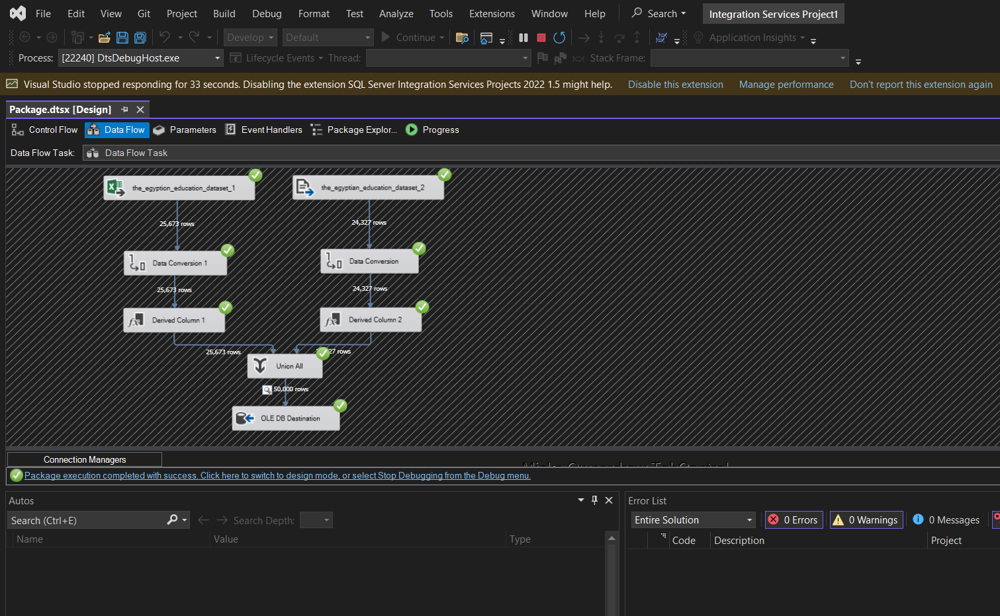 File Edit View Git Project Build Debug Format Test Analyze Tools Extensions Window Help Search Integration Services Project1
Develop Default Continue Application Insights
Process: [22240] DtsDebugHost.exe Lifecycle Events Thread: Stack Frame:
Visual Studio stopped responding for 33 seconds. Disabling the extension SQL Server Integration Services Projects 2022 1.5 might help. Disable this extension Manage performance Don't report this extension again
Package.dtsx [Design]
Control Flow Data Flow Parameters Event Handlers Package Explor... Progress
Data Flow Task: Data Flow Task
the_egyption_education_dataset_1 the_egyptian_education_dataset_2
25,673 rows 24,327 rows
Data Conversion 1 Data Conversion
25,673 rows 24,327 rows
Derived Column 1 Derived Column 2
25,673 rows 27 rows
Union All
50,000 rows
OLE DB Destination
Connection Managers
Package execution completed with success. Click here to switch to design mode, or select Stop Debugging from the Debug menu.
Autos Error List
Search (Ctrl+E) Search Depth: Entire Solution 0 Errors 0 Warnings 0 Messages
Name Value Type Code Description Project